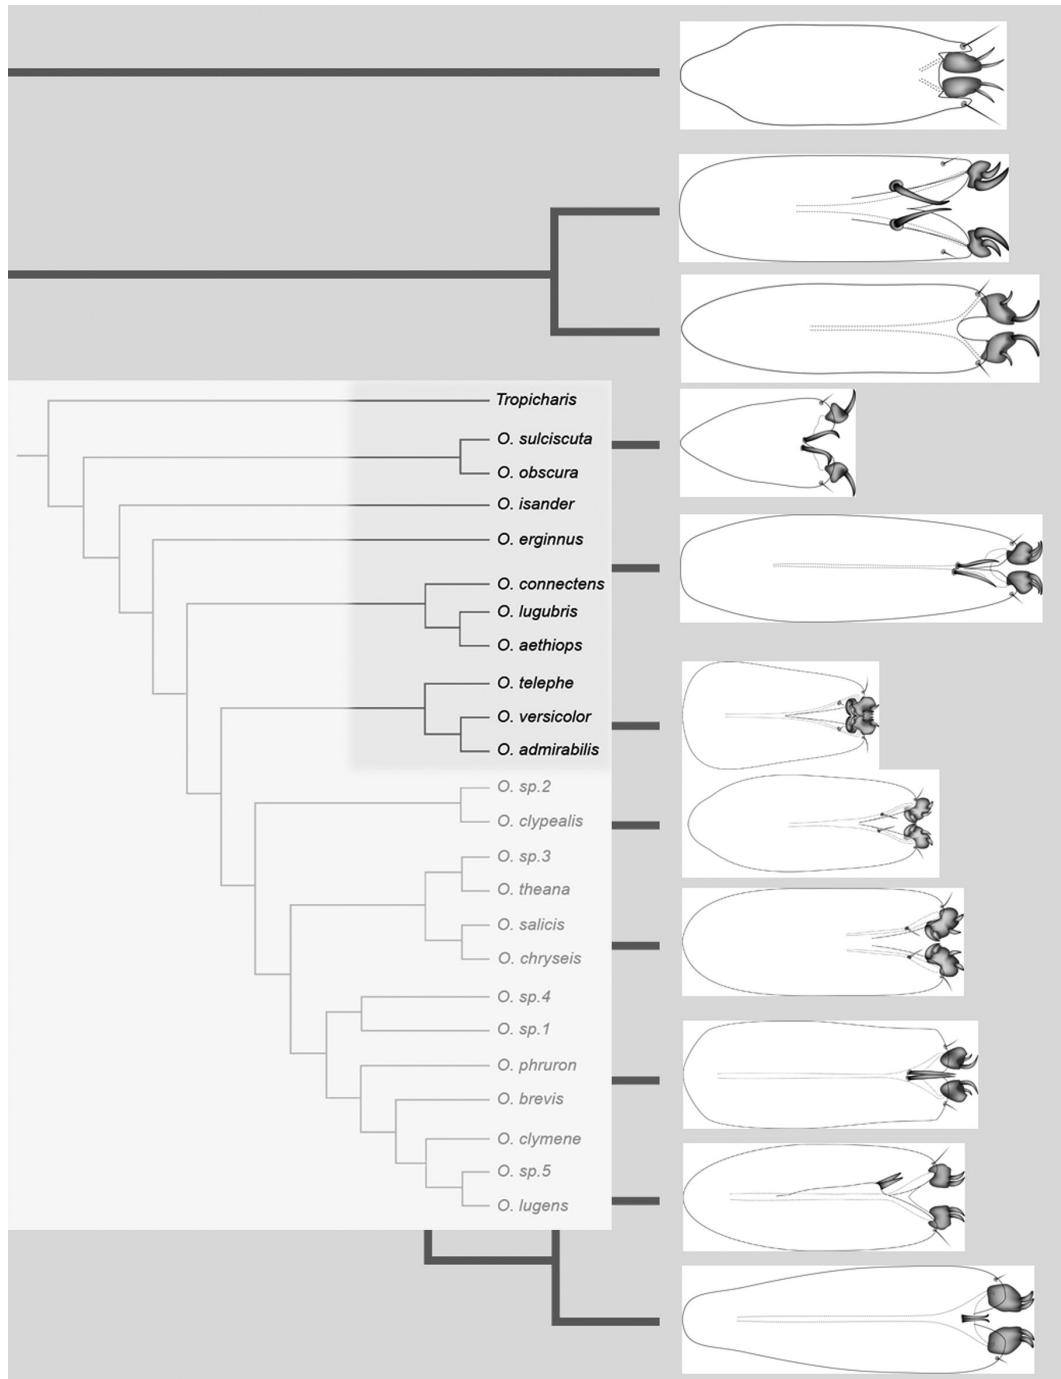 Tropicharis
O. sulciscuta
O. obscura
O. isander
O. erginnus
O. connectens
O. lugubris
O. aethiops
O. telephe
O. versicolor
O. admirabilis
O. sp.2
O. clypealis
O. sp.3
O. theana
O. salicis
O. chryseis
O. sp.4
O. sp.1
O. phruron
O. brevis
O. clymene
O. sp.5
O. lugens